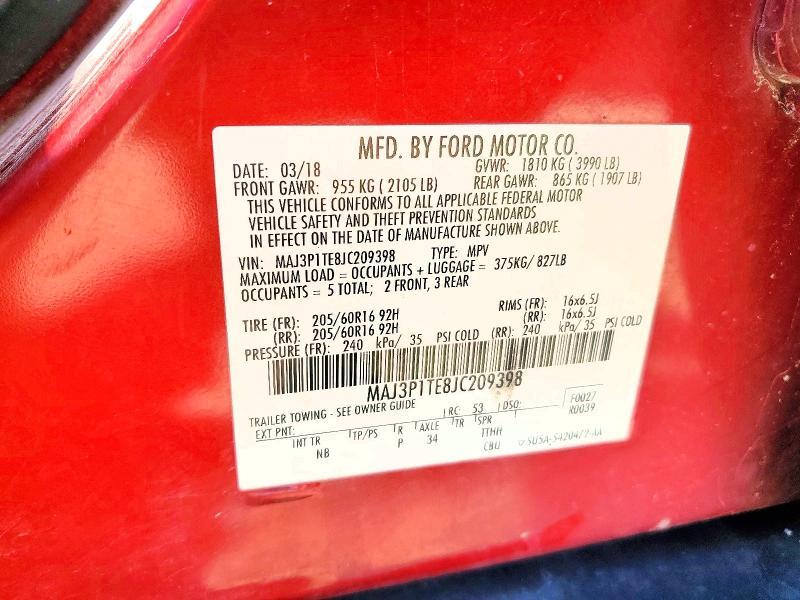 MFD. BY FORD MOTOR CO.
DATE: 03/18 GVWR: 1810 KG ( 3990 LB)
FRONT GAWR: 955 KG ( 2105 LB) REAR GAWR: 865 KG ( 1907 LB)
THIS VEHICLE CONFORMS TO ALL APPLICABLE FEDERAL MOTOR
VEHICLE SAFETY AND THEFT PREVENTION STANDARDS
IN EFFECT ON THE DATE OF MANUFACTURE SHOWN ABOVE.
VIN: MAJ3P1TE8JC209398 TYPE: MPV
MAXIMUM LOAD = OCCUPANTS + LUGGAGE = 375KG/ 827LB
OCCUPANTS = 5 TOTAL; 2 FRONT, 3 REAR
TIRE (FR): 205/60R16 92H RIMS (FR): 16x6.5J
(RR): 205/60R16 92H (RR): 16x6.5J
PRESSURE (FR): 240 kPa/ 35 PSI COLD (RR): 240 kPa/ 35 PSI COLD
MAJ3P1TE8JC209398
TRAILER TOWING - SEE OWNER GUIDE
EXT PNT: RC: 53 DSO: F0027
R0039
INT TR TP/PS R AXLE TR SPR
NB P 34 TTHH
CBU